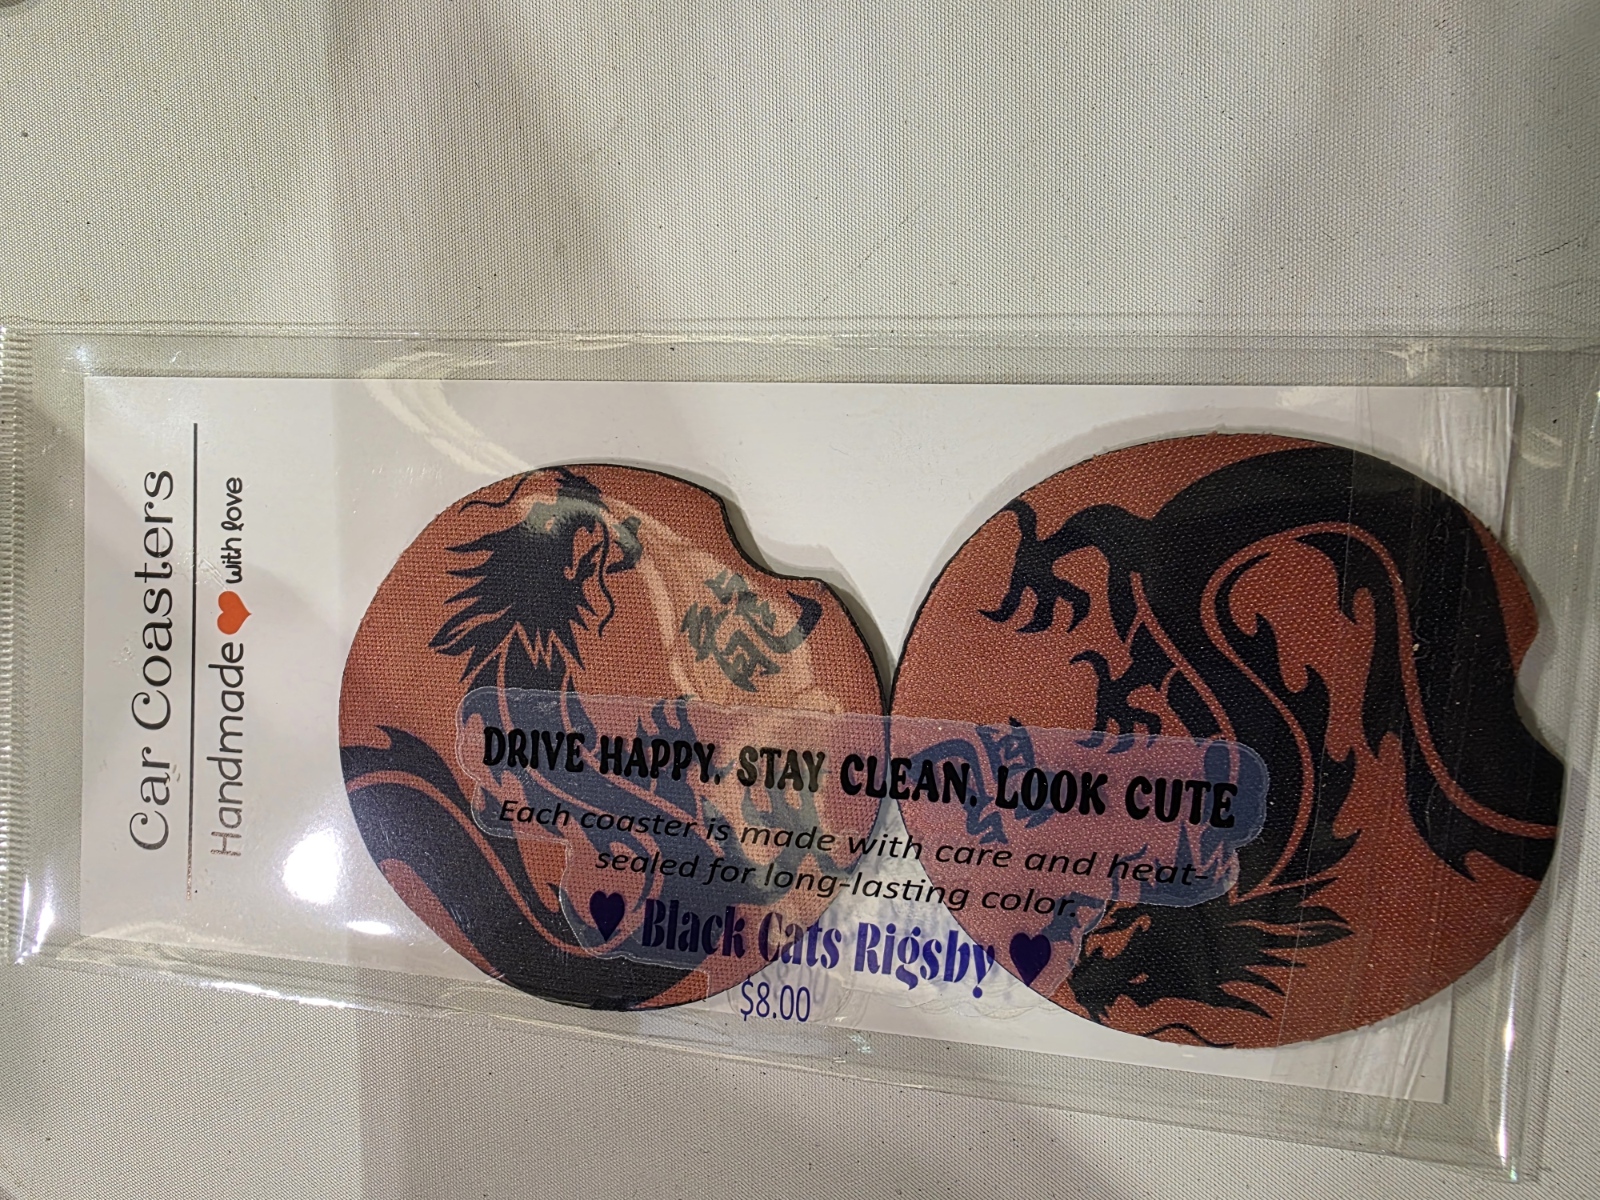 Car Coasters
Handmade with love
DRIVE HAPPY. STAY CLEAN. LOOK CUTE
Each coaster is made with care and heat-
sealed for long-lasting color.
Black Cats Rigsby
$8.00